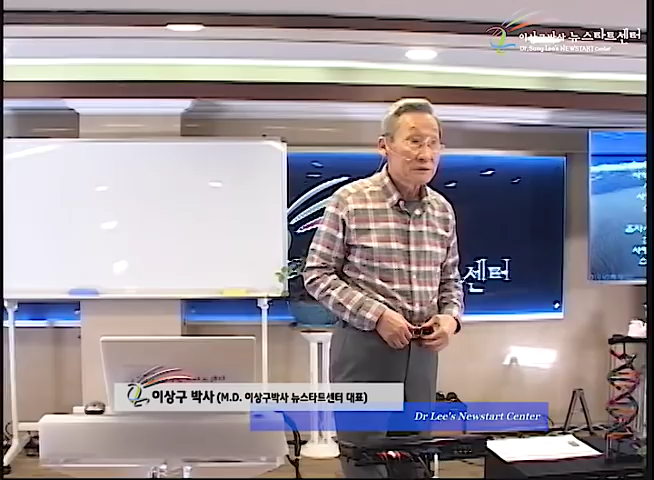 이상구박사 뉴스타트센터
Dr. Sang Lee's NEWSTART Center
센터
이상구 박사 (M.D. 이상구박사 뉴스타트센터 대표)
Dr Lee's Newstart Center